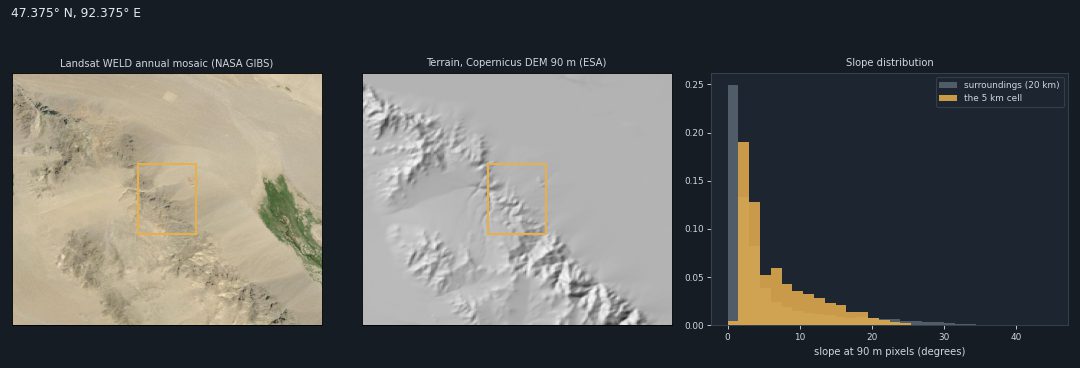 47.375° N, 92.375° E
Landsat WELD annual mosaic (NASA GIBS)
Terrain, Copernicus DEM 90 m (ESA)
Slope distribution
surroundings (20 km)
the 5 km cell
0.25
0.20
0.15
0.10
0.05
0.00
0 10 20 30 40
slope at 90 m pixels (degrees)